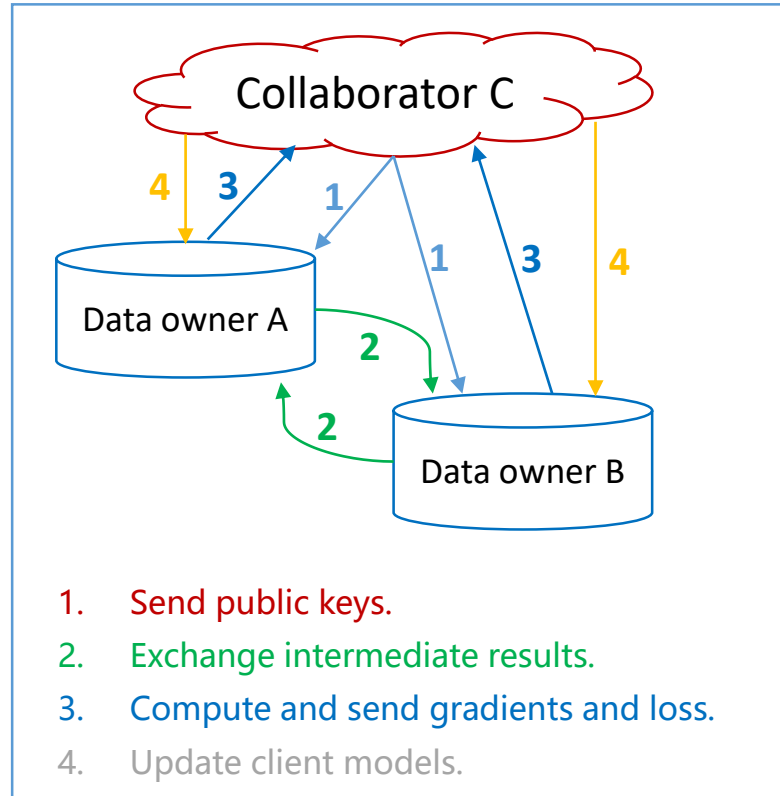 Collaborator C
4
3
1
1
3
4
Data owner A
2
2
Data owner B
1. Send public keys.
2. Exchange intermediate results.
3. Compute and send gradients and loss.
4. Update client models.